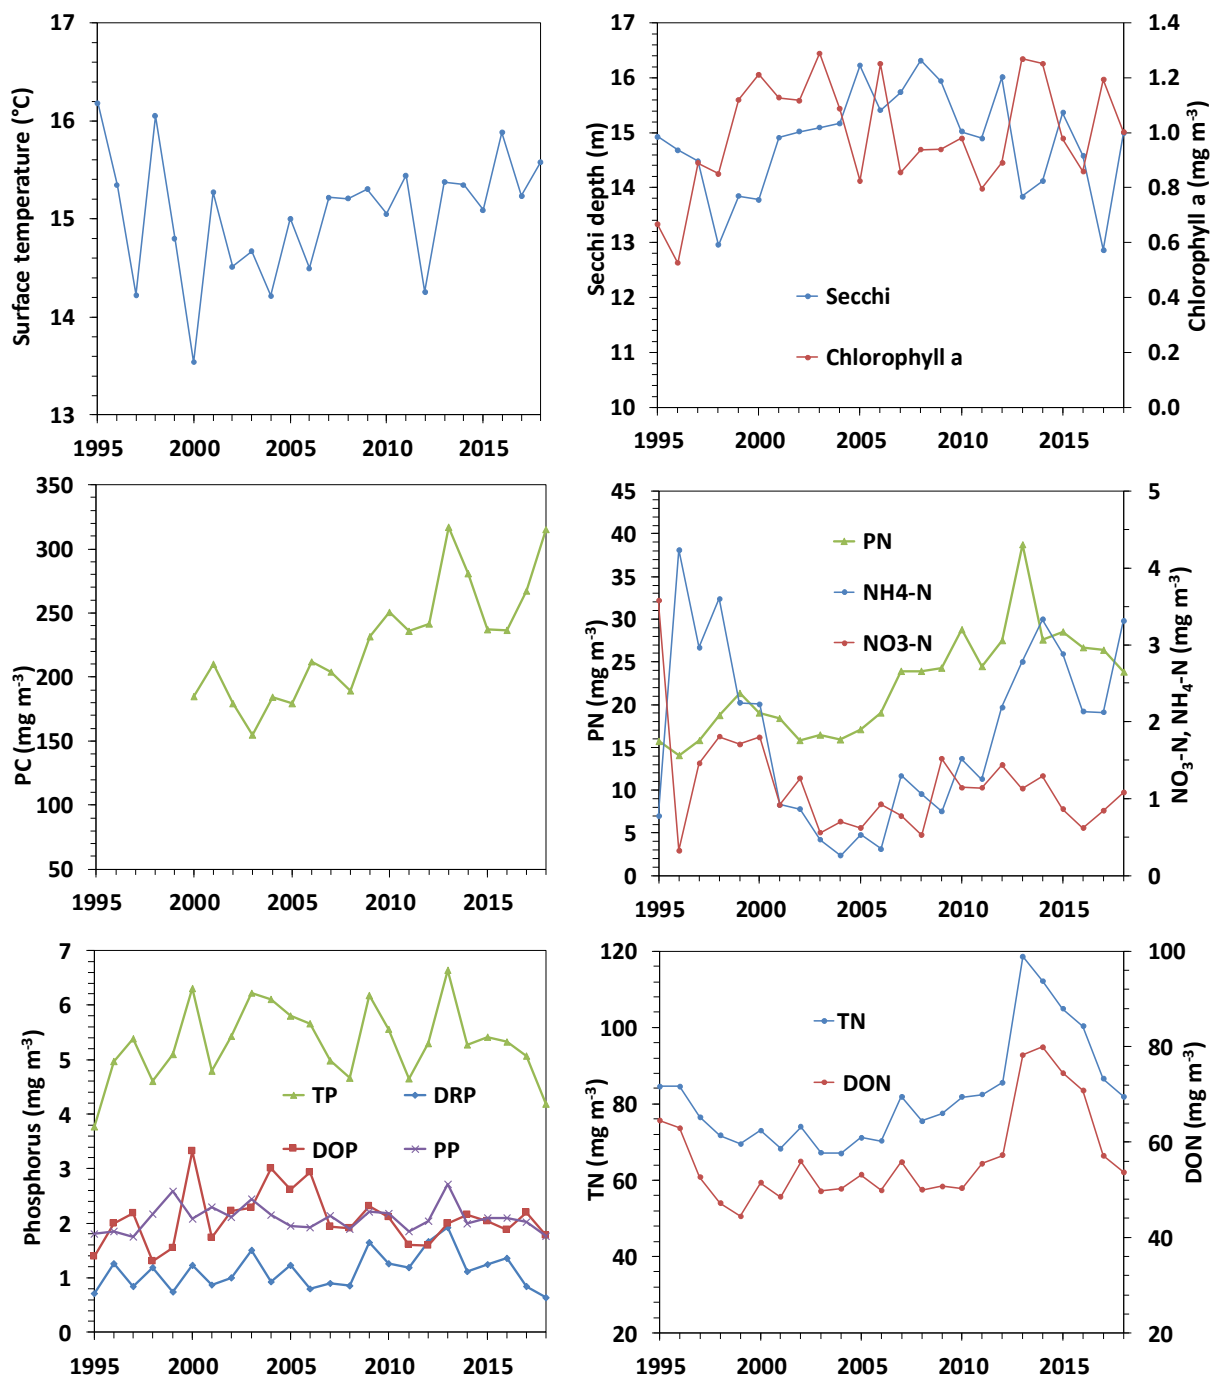 17
16
15
14
13
1995 2000 2005 2010 2015
Surface temperature (°C)
17
16
15
14
13
12
11
10
1995 2000 2005 2010 2015
Secchi depth (m)
Secchi
Chlorophyll a
1.4
1.2
1.0
0.8
0.6
0.4
0.2
0.0
Chlorophyll a (mg m-3)
350
300
250
200
150
100
50
1995 2000 2005 2010 2015
PC (mg m-3)
45
40
35
30
25
20
15
10
5
0
1995 2000 2005 2010 2015
PN (mg m-3)
PN
NH4-N
NO3-N
5
4
3
2
1
0
NO3-N, NH4-N (mg m-3)
7
6
5
4
3
2
1
0
1995 2000 2005 2010 2015
Phosphorus (mg m-3)
TP DRP
DOP PP
120
100
80
60
40
20
1995 2000 2005 2010 2015
TN (mg m-3)
TN
DON
100
80
60
40
20
DON (mg m-3)